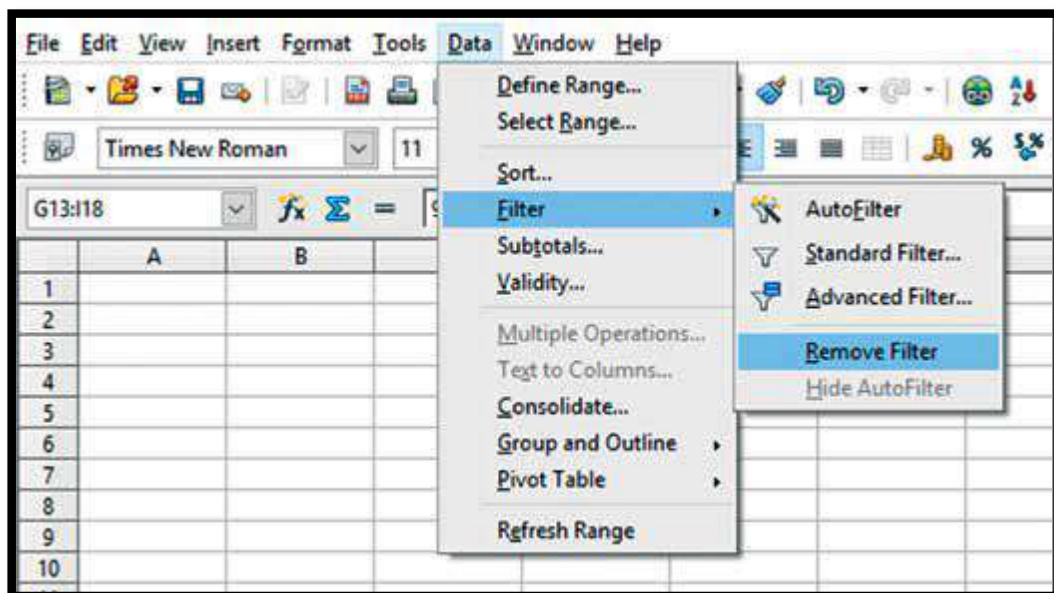 File Edit View Insert Format Tools Data Window Help
Times New Roman 11 %
G13:I18 fx Σ = 9
A B
1
2
3
4
5
6
7
8
9
10
Define Range...
Select Range...
Sort...
Filter
Subtotals...
Validity...
Multiple Operations...
Text to Columns...
Consolidate...
Group and Outline
Pivot Table
Refresh Range
AutoFilter
Standard Filter...
Advanced Filter...
Remove Filter
Hide AutoFilter